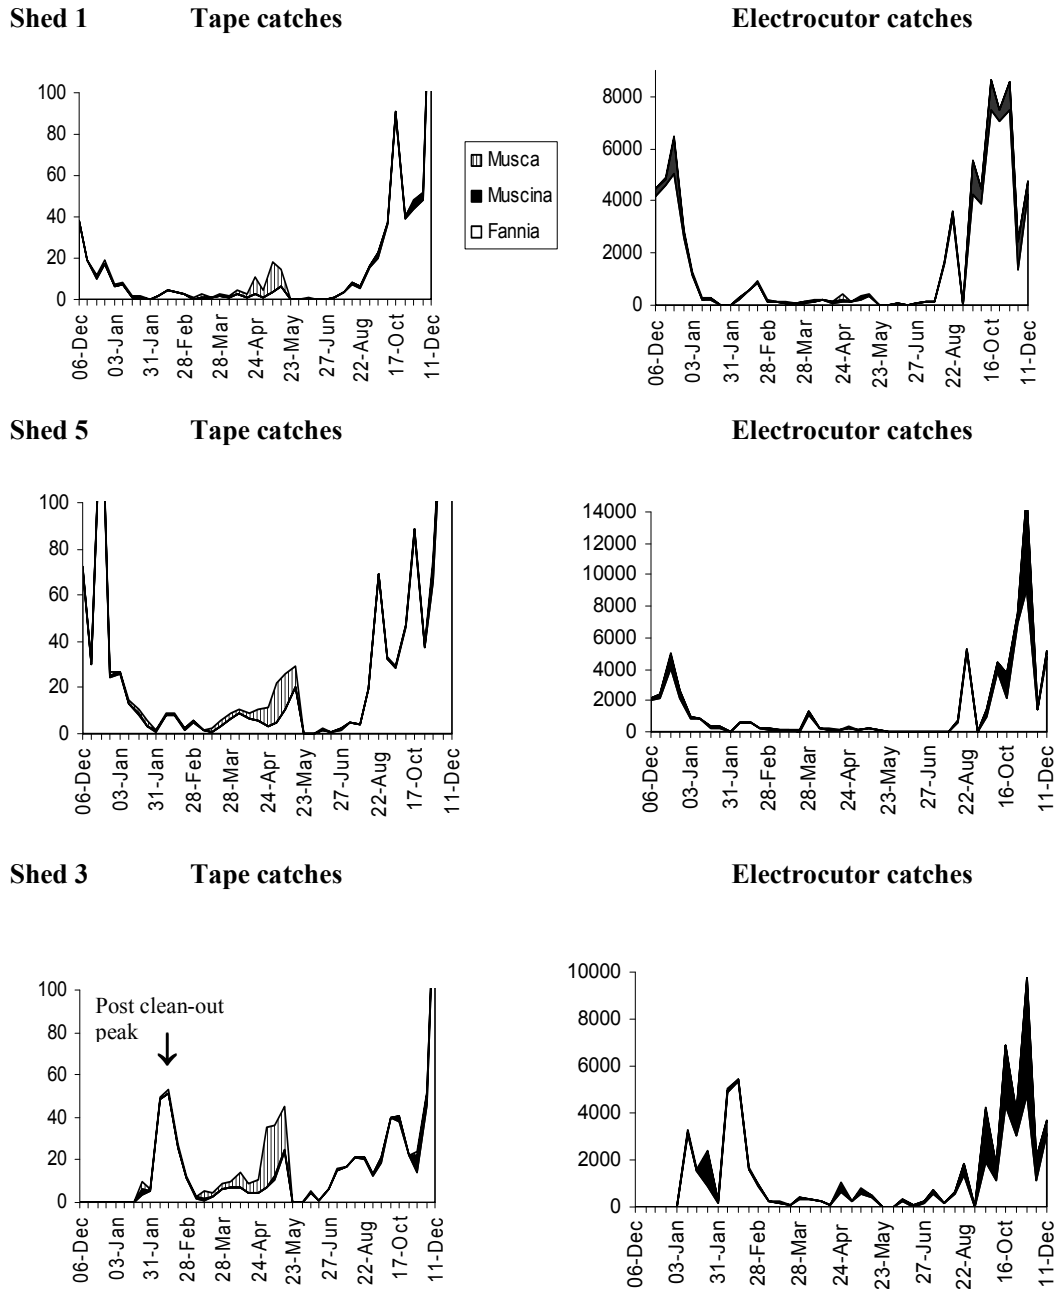 Shed 1 Tape catches Electrocutor catches
100
80
60
40
20
0
06-Dec
03-Jan
31-Jan
28-Feb
28-Mar
24-Apr
23-May
27-Jun
22-Aug
17-Oct
11-Dec
Musca
Muscina
Fannia
8000
6000
4000
2000
0
06-Dec
03-Jan
31-Jan
28-Feb
28-Mar
24-Apr
23-May
27-Jun
22-Aug
16-Oct
11-Dec
Shed 5 Tape catches Electrocutor catches
100
80
60
40
20
0
06-Dec
03-Jan
31-Jan
28-Feb
28-Mar
24-Apr
23-May
27-Jun
22-Aug
17-Oct
11-Dec
14000
12000
10000
8000
6000
4000
2000
0
06-Dec
03-Jan
31-Jan
28-Feb
28-Mar
24-Apr
23-May
27-Jun
22-Aug
16-Oct
11-Dec
Shed 3 Tape catches Electrocutor catches
100
80
60
40
20
0
Post clean-out
peak
06-Dec
03-Jan
31-Jan
28-Feb
28-Mar
24-Apr
23-May
27-Jun
22-Aug
17-Oct
11-Dec
10000
8000
6000
4000
2000
0
06-Dec
03-Jan
31-Jan
28-Feb
28-Mar
24-Apr
23-May
27-Jun
22-Aug
16-Oct
11-Dec